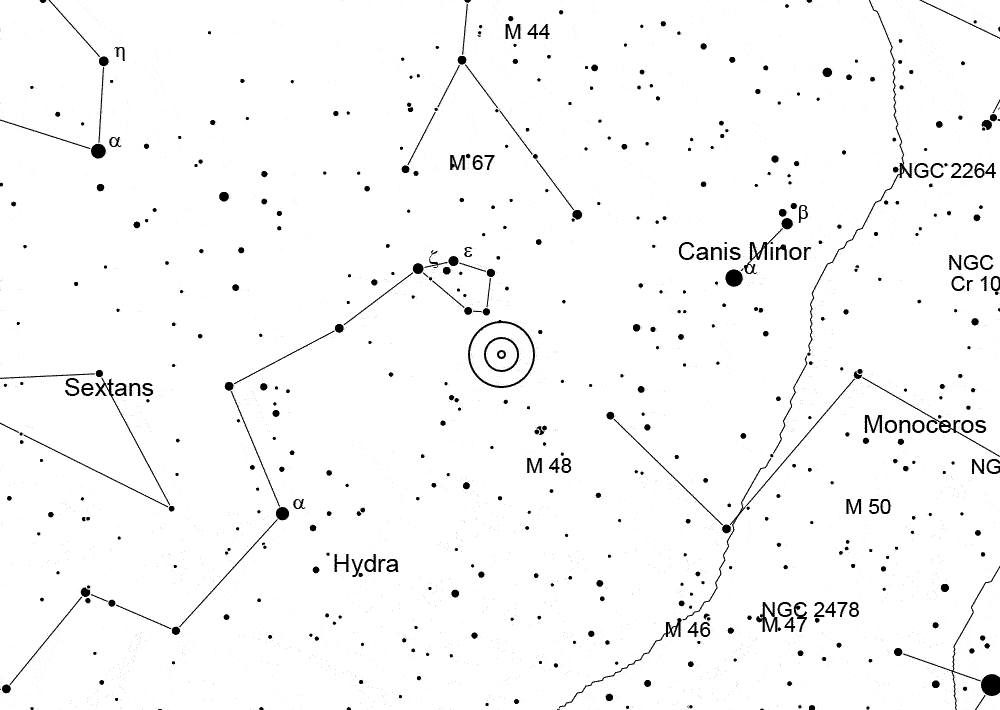 M 44
η
α
M 67
NGC 2264
β
ζ
ε
Canis Minor
α
NGC
Cr 10
Sextans
Monoceros
M 48
NG
α
M 50
Hydra
NGC 2478
M 46
M 47